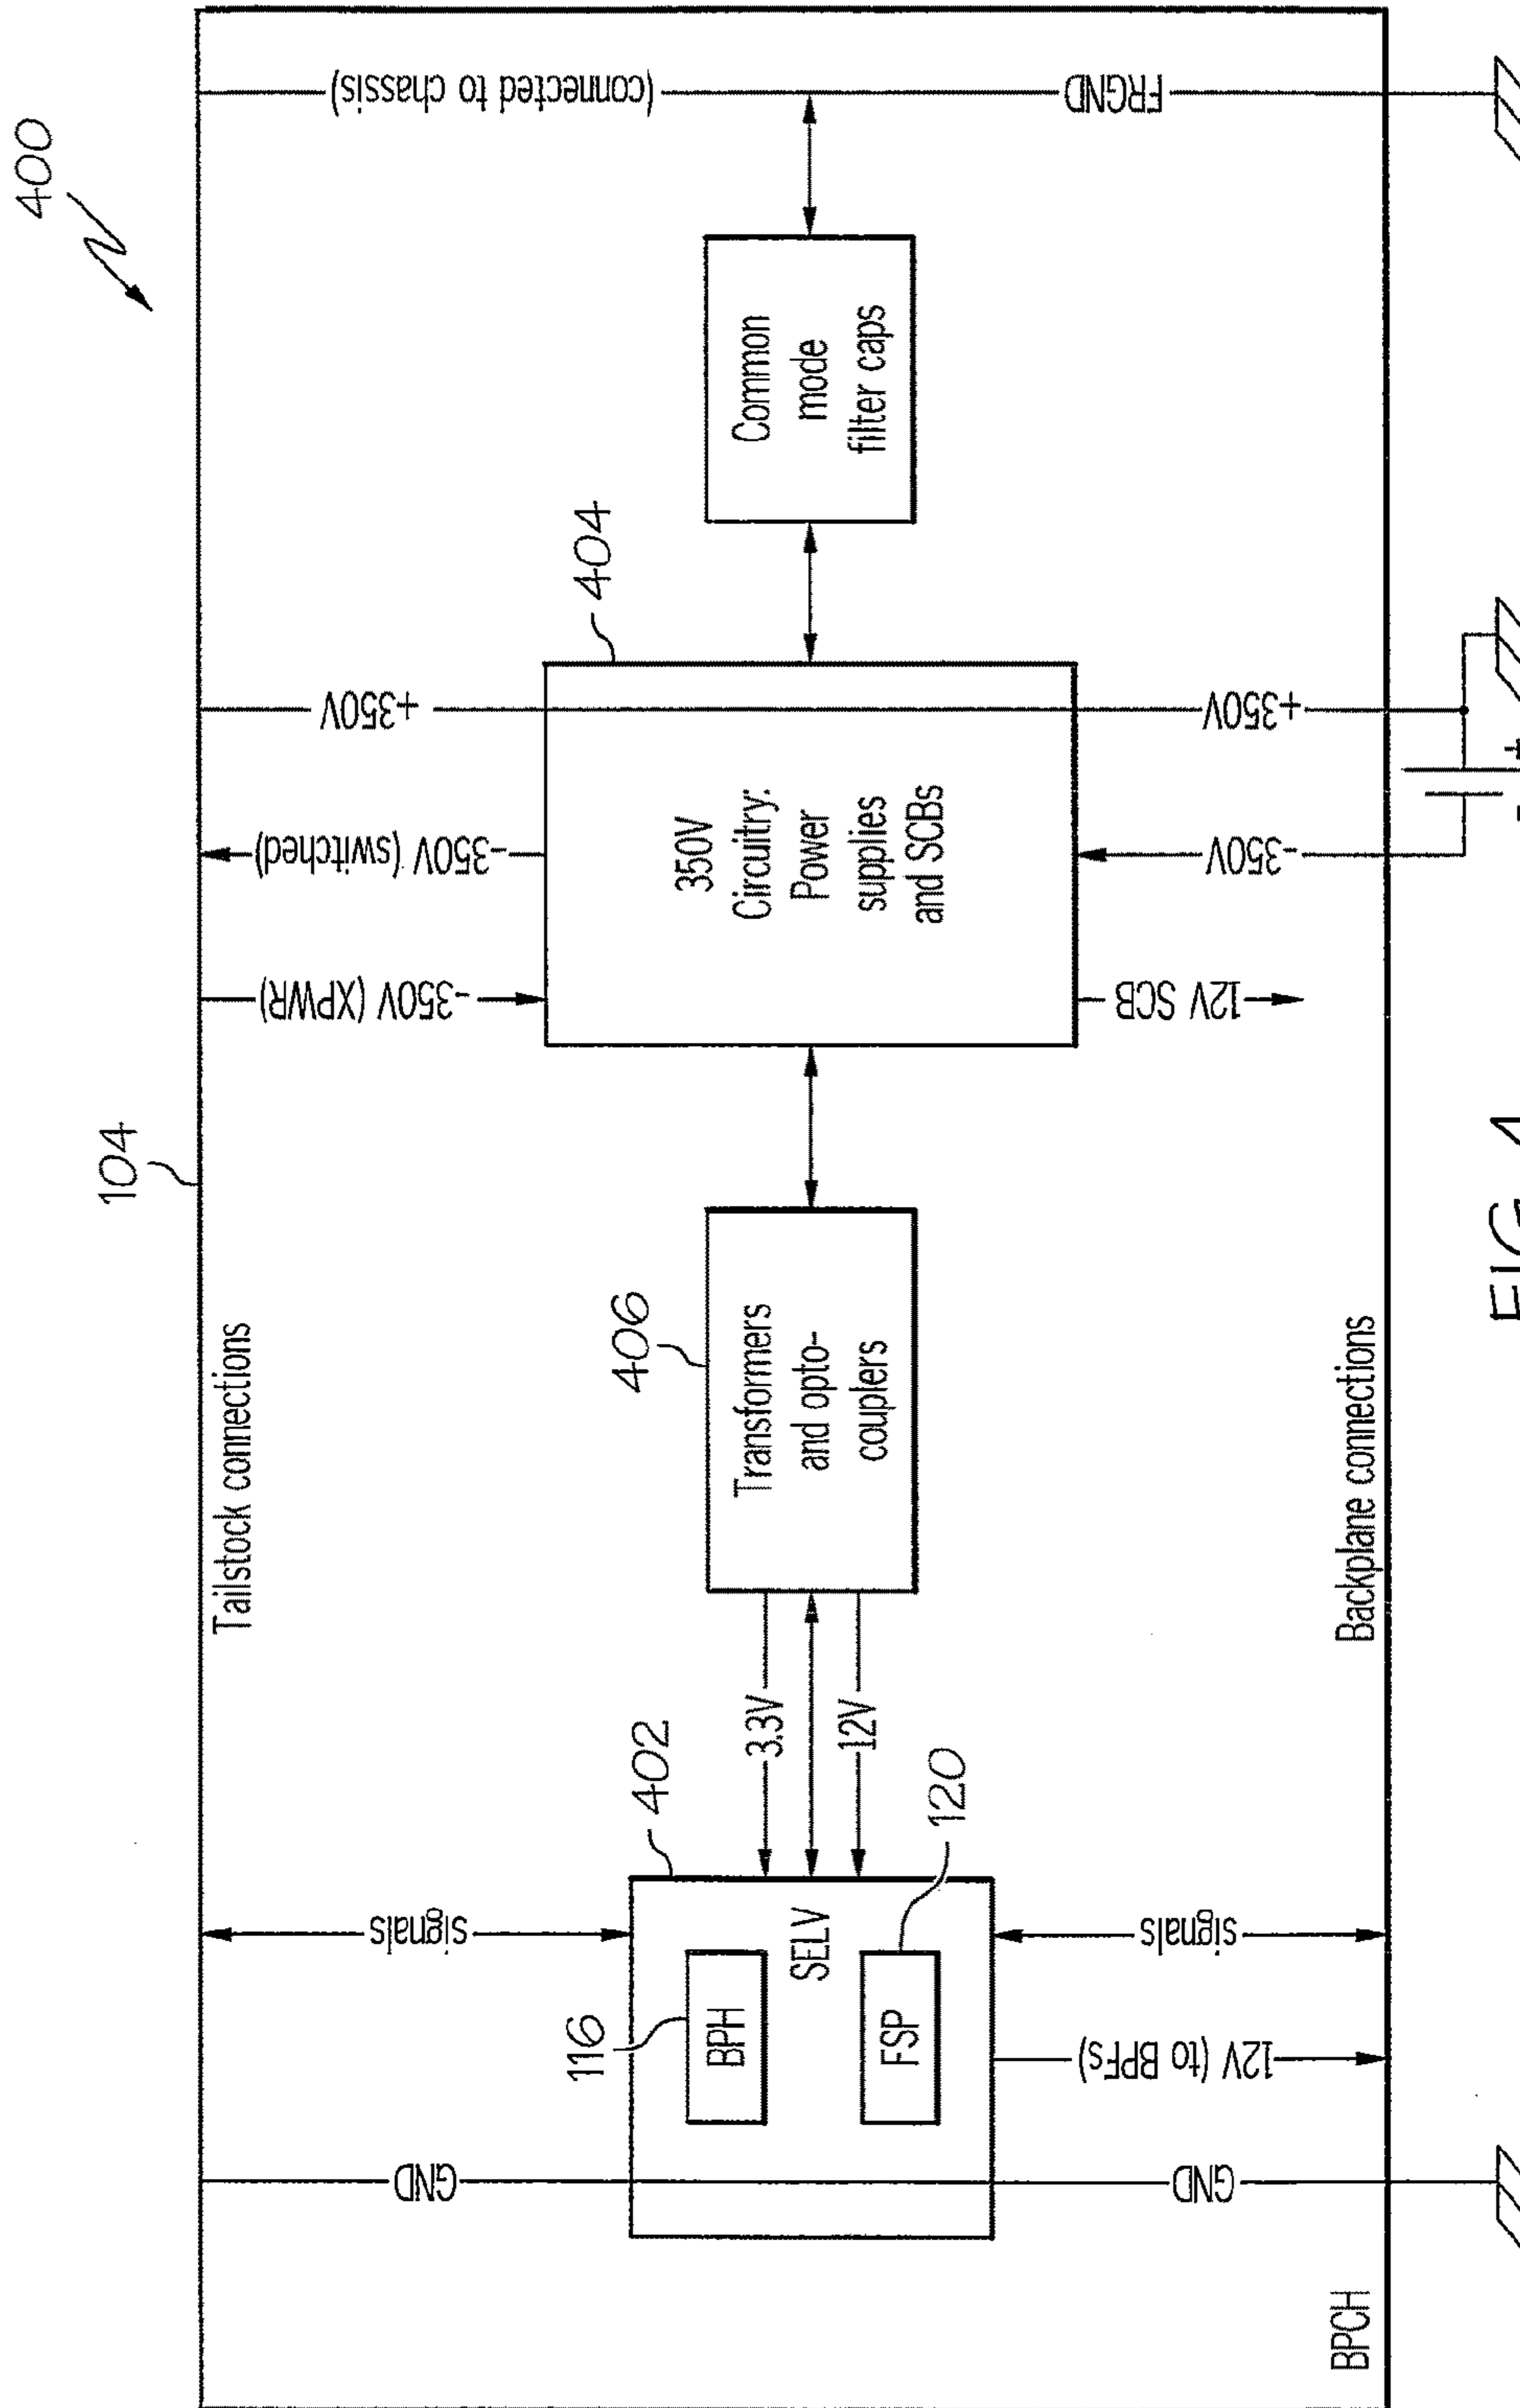 400
104
Tailstock connections
GND
signals
-350V (XPWR)
-350V (switched)
+350V
(connected to chassis)
402
116
BPH
SELV
FSP
120
3.3V
12V
406
Transformers
and opto-
couplers
404
350V
Circuitry:
Power
supplies
and SCBs
Common
mode
filter caps
GND
12V (to BPFs)
signals
12V SCB
-350V
+350V
FRGND
BPCH
Backplane connections
- +
FIG. 4